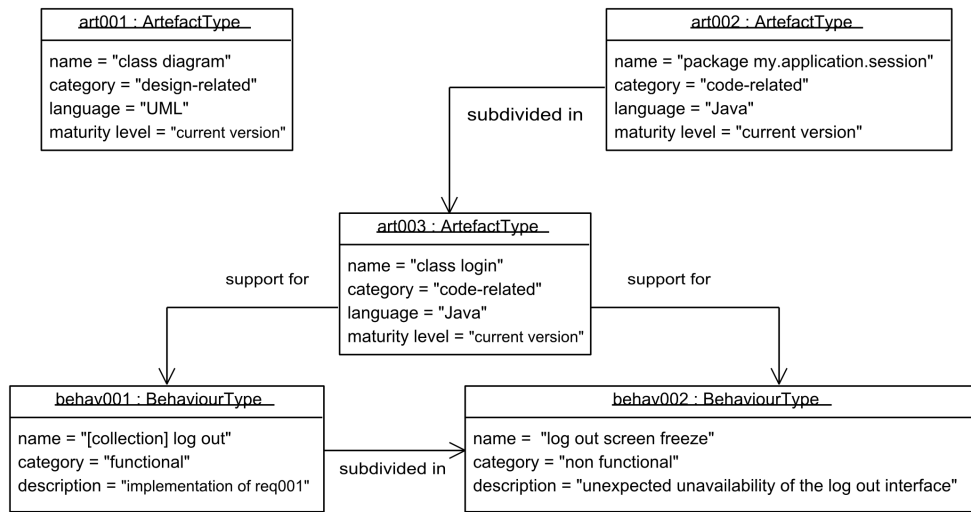 art001 : ArtefactType
name = "class diagram"
category = "design-related"
language = "UML"
maturity level = "current version"
art002 : ArtefactType
name = "package my.application.session"
category = "code-related"
language = "Java"
maturity level = "current version"
subdivided in
art003 : ArtefactType
name = "class login"
category = "code-related"
language = "Java"
maturity level = "current version"
support for
support for
behav001 : BehaviourType
name = "[collection] log out"
category = "functional"
description = "implementation of req001"
subdivided in
behav002 : BehaviourType
name =  "log out screen freeze"
category = "non functional"
description = "unexpected unavailability of the log out interface"